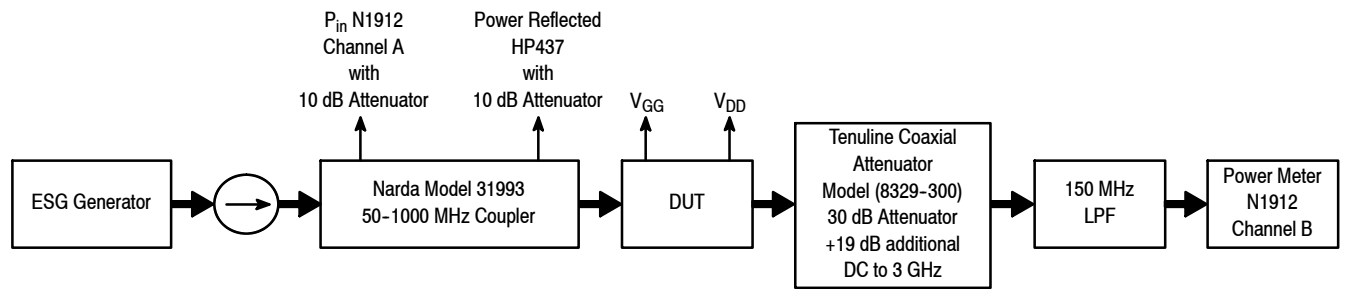 P_in N1912
Channel A
with
10 dB Attenuator
Power Reflected
HP437
with
10 dB Attenuator
V_GG
V_DD
ESG Generator
Narda Model 31993
50-1000 MHz Coupler
DUT
Tenuline Coaxial
Attenuator
Model (8329-300)
30 dB Attenuator
+19 dB additional
DC to 3 GHz
150 MHz
LPF
Power Meter
N1912
Channel B